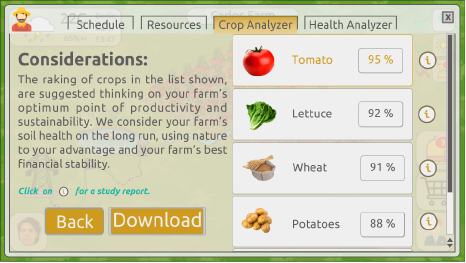 Schedule Resources Crop Analyzer Health Analyzer X
Considerations:
The raking of crops in the list shown,
are suggested thinking on your farm's
optimum point of productivity and
sustainability. We consider your farm's
soil health on the long run, using nature
to your advantage and your farm's best
financial stability.
Click on i for a study report.
Back Download
Tomato 95 % i
Lettuce 92 % i
Wheat 91 % i
Potatoes 88 % i